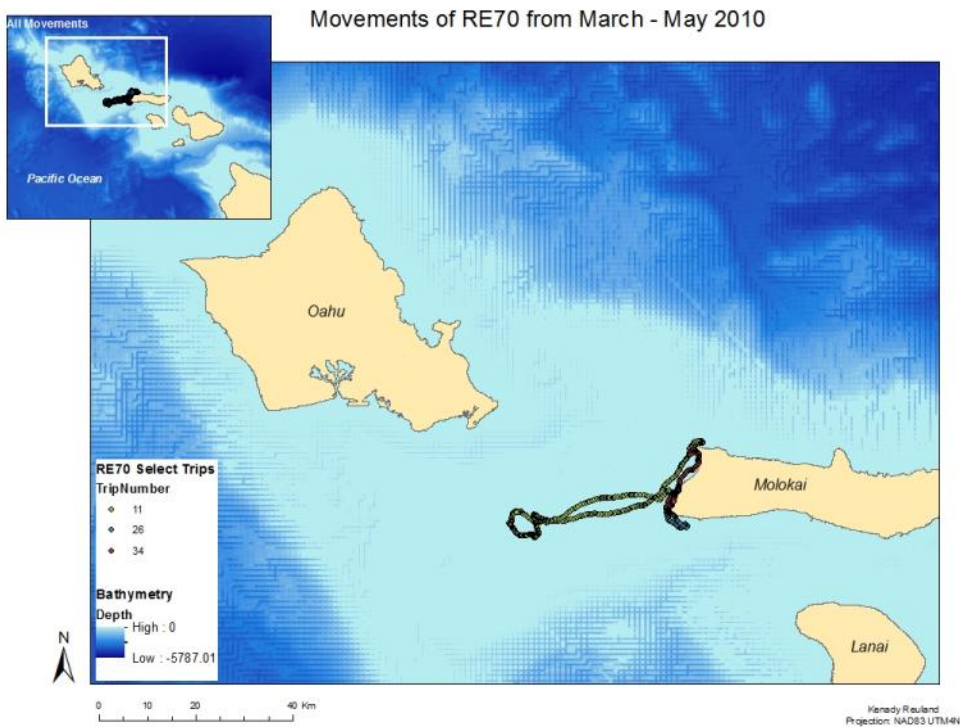 Movements of RE70 from March - May 2010
All Movements
Pacific Ocean
Oahu
Molokai
Lanai
RE70 Select Trips
TripNumber
11
26
34
Bathymetry
Depth
High : 0
Low : -5787.01
N
0 10 20 40 Km
Kenady Reuland
Projection: NAD83 UTM4N